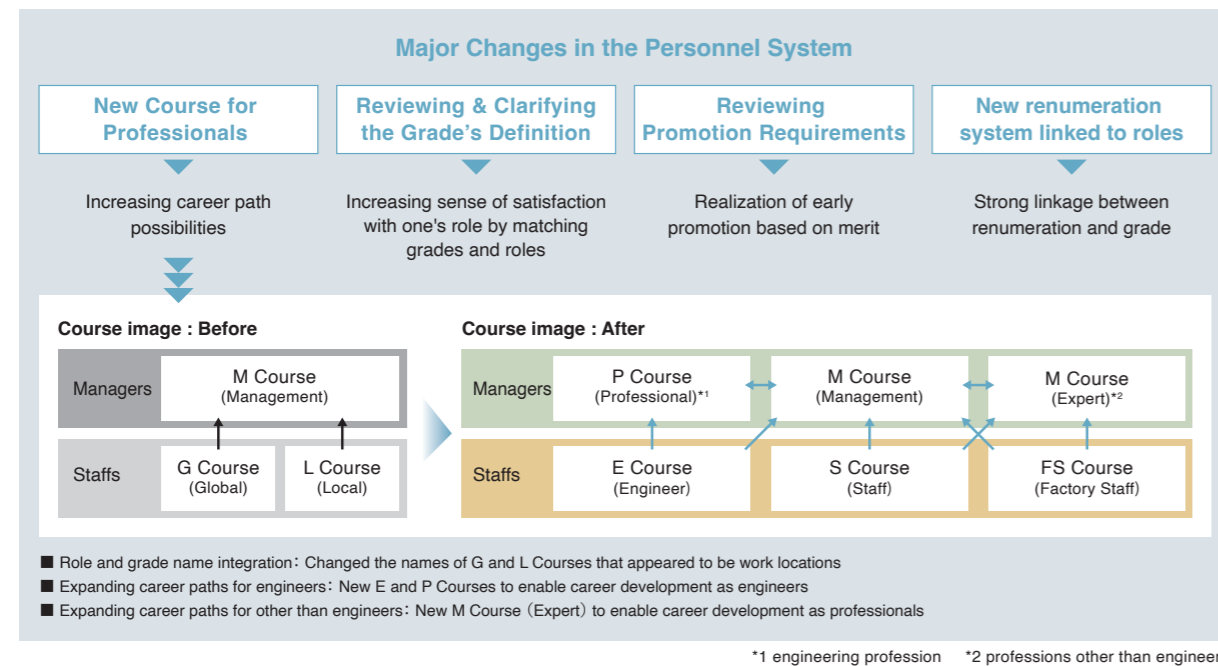 Major Changes in the Personnel System
New Course for
Professionals
Reviewing & Clarifying
the Grade's Definition
Reviewing
Promotion Requirements
New renumeration
system linked to roles
Increasing career path
possibilities
Increasing sense of satisfaction
with one's role by matching
grades and roles
Realization of early
promotion based on merit
Strong linkage between
renumeration and grade
Course image : Before
Managers
M Course
(Management)
Staffs
G Course
(Global)
L Course
(Local)
Course image : After
Managers
P Course
(Professional)*1
M Course
(Management)
M Course
(Expert)*2
Staffs
E Course
(Engineer)
S Course
(Staff)
FS Course
(Factory Staff)
■ Role and grade name integration: Changed the names of G and L Courses that appeared to be work locations
■ Expanding career paths for engineers: New E and P Courses to enable career development as engineers
■ Expanding career paths for other than engineers: New M Course (Expert) to enable career development as professionals
*1 engineering profession *2 professions other than engineer